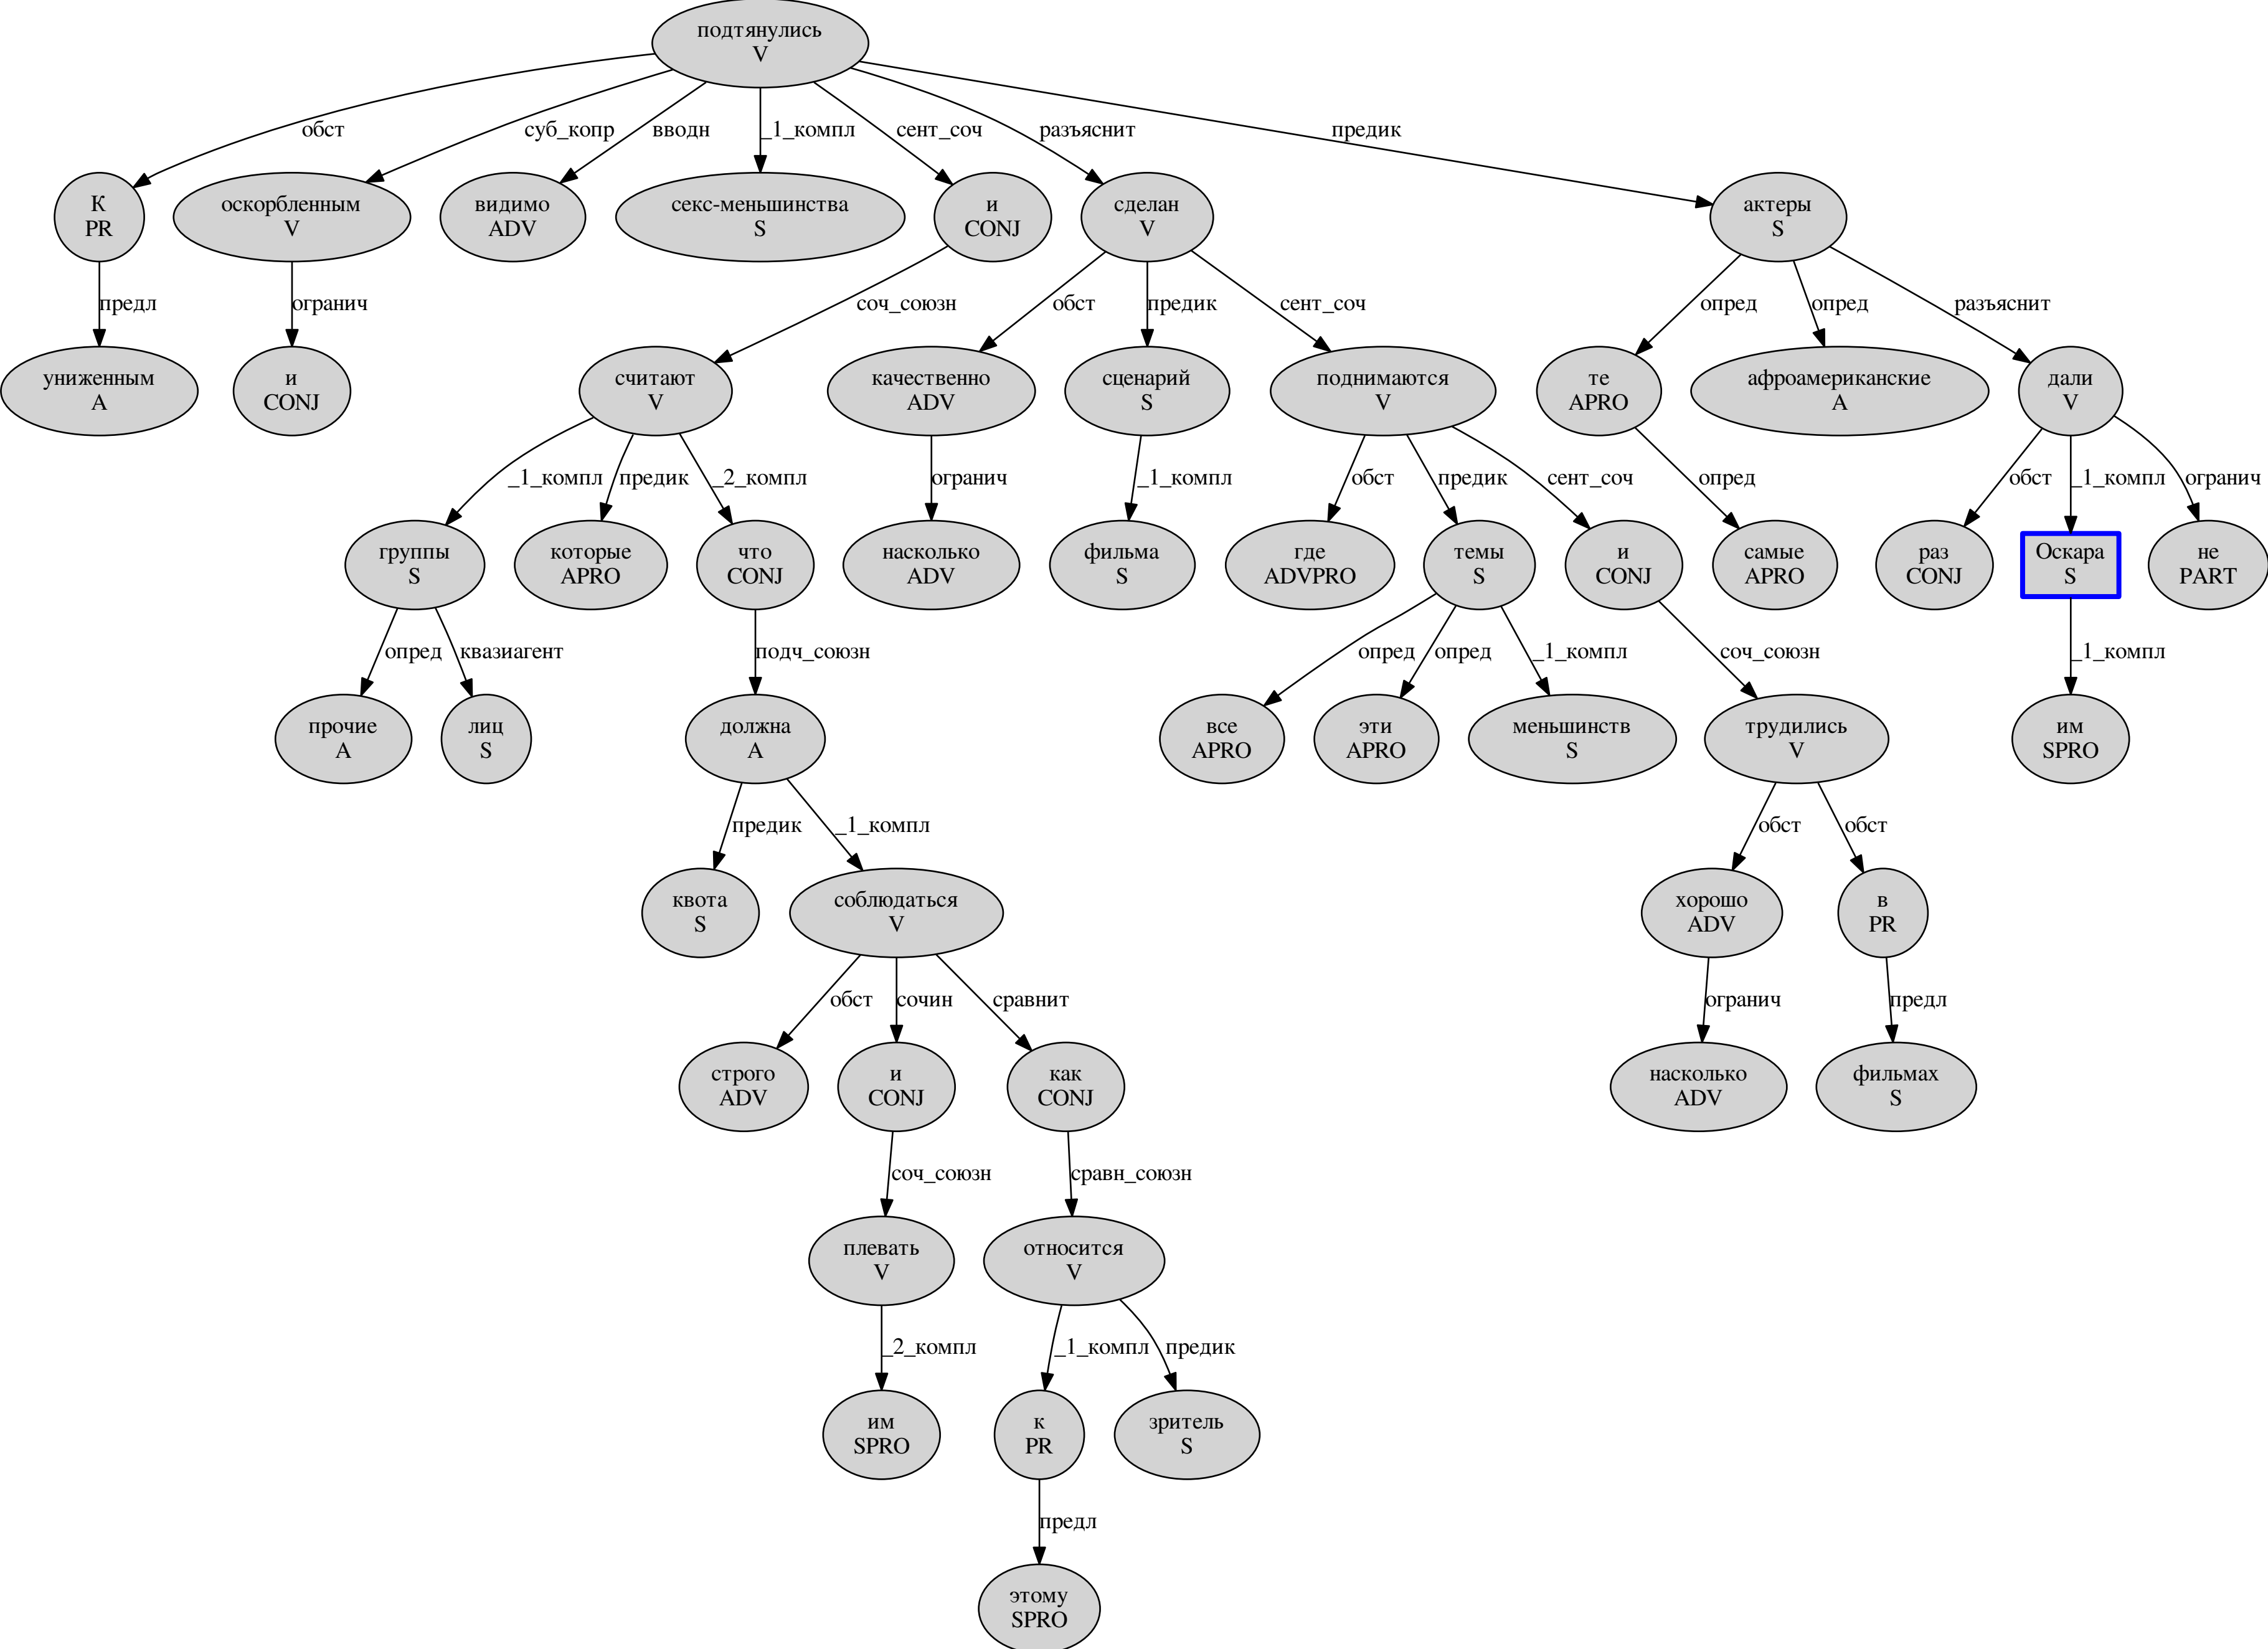 подтянулись
V
обст
суб_копр
вводн
_1_компл
сент_соч
разъяснит
предик
К
PR
оскорбленным
V
видимо
ADV
секс-меньшинства
S
и
CONJ
сделан
V
актеры
S
предл
огранич
соч_союзн
обст
предик
сент_соч
опред
опред
разъяснит
униженным
A
и
CONJ
считают
V
качественно
ADV
сценарий
S
поднимаются
V
те
APRO
афроамериканские
A
дали
V
_1_компл
предик
_2_компл
огранич
_1_компл
обст
предик
сент_соч
опред
обст
_1_компл
огранич
группы
S
которые
APRO
что
CONJ
насколько
ADV
фильма
S
где
ADVPRO
темы
S
и
CONJ
самые
APRO
раз
CONJ
Оскара
S
не
PART
опред
квазиагент
подч_союзн
опред
опред
_1_компл
соч_союзн
_1_компл
прочие
A
лиц
S
должна
A
все
APRO
эти
APRO
меньшинств
S
трудились
V
им
SPRO
предик
_1_компл
обст
обст
квота
S
соблюдаться
V
хорошо
ADV
в
PR
обст
сочин
сравнит
огранич
предл
строго
ADV
и
CONJ
как
CONJ
насколько
ADV
фильмах
S
соч_союзн
сравн_союзн
плевать
V
относится
V
_2_компл
_1_компл
предик
им
SPRO
к
PR
зритель
S
предл
этому
SPRO